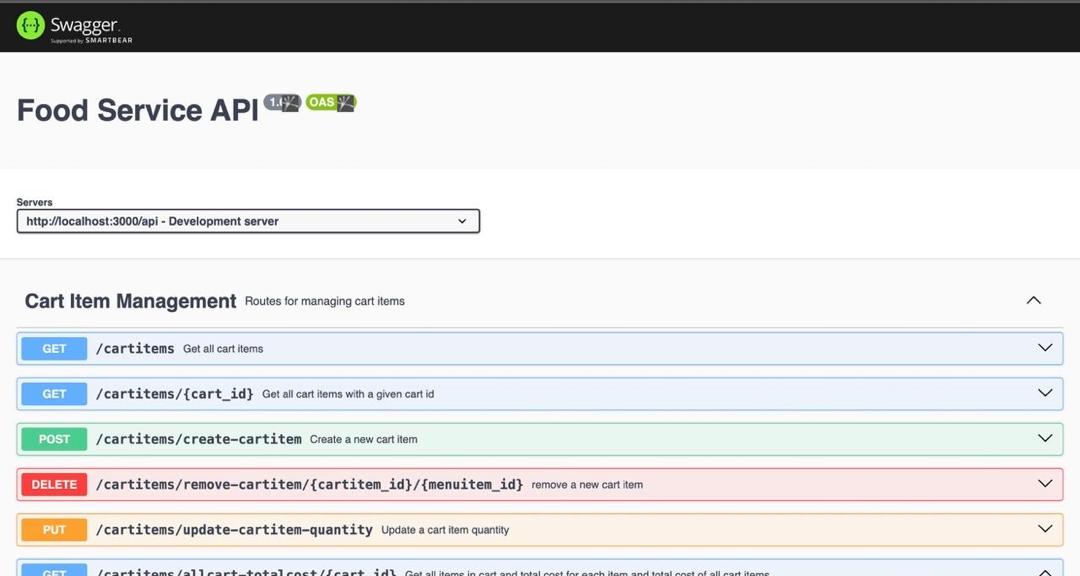 Swagger.
Supported by SMARTBEAR
Food Service API
OAS
Servers
http://localhost:3000/api - Development server
Cart Item Management Routes for managing cart items
GET /cartitems Get all cart items
GET /cartitems/{cart_id} Get all cart items with a given cart id
POST /cartitems/create-cartitem Create a new cart item
DELETE /cartitems/remove-cartitem/{cartitem_id}/{menuitem_id} remove a new cart item
PUT /cartitems/update-cartitem-quantity Update a cart item quantity
GET /cartitems/allcart-totalcost/{cart_id} Get all items in cart and total cost for each item and total cost of all cart items